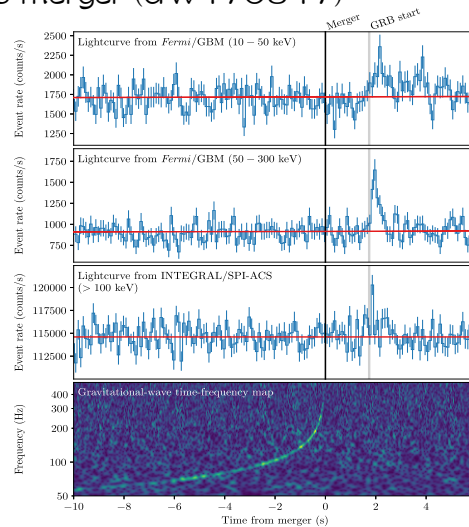 merger (GW170817)
Merger GRB start
Lightcurve from Fermi/GBM (10 − 50 keV)
Event rate (counts/s)
2500
2250
2000
1750
1500
1250
Lightcurve from Fermi/GBM (50 − 300 keV)
Event rate (counts/s)
1750
1500
1250
1000
750
Lightcurve from INTEGRAL/SPI-ACS
(> 100 keV)
Event rate (counts/s)
120000
117500
115000
112500
Gravitational-wave time-frequency map
Frequency (Hz)
400
300
200
100
50
−10 −8 −6 −4 −2 0 2 4
Time from merger (s)